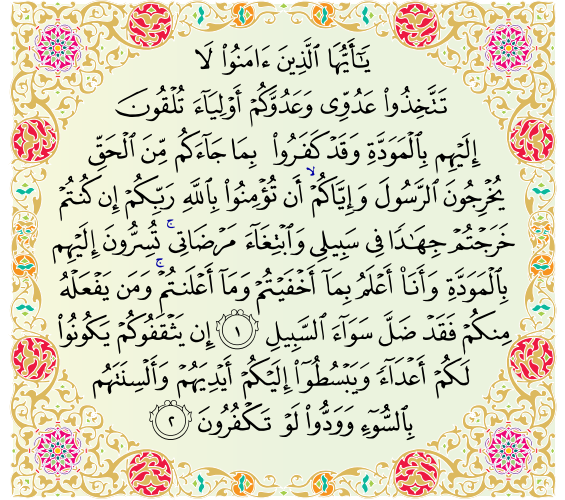 يَـٰٓأَيُّهَا ٱلَّذِينَ ءَامَنُوا۟ لَا
تَتَّخِذُوا۟ عَدُوِّى وَعَدُوَّكُمْ أَوْلِيَآءَ تُلْقُونَ
إِلَيْهِم بِٱلْمَوَدَّةِ وَقَدْ كَفَرُوا۟ بِمَا جَآءَكُم مِّنَ ٱلْحَقِّ
يُخْرِجُونَ ٱلرَّسُولَ وَإِيَّاكُمْ ۙ أَن تُؤْمِنُوا۟ بِٱللَّهِ رَبِّكُمْ إِن كُنتُمْ
خَرَجْتُمْ جِهَـٰدًا فِى سَبِيلِى وَٱبْتِغَآءَ مَرْضَاتِى ۚ تُسِرُّونَ إِلَيْهِم
بِٱلْمَوَدَّةِ وَأَنَا۠ أَعْلَمُ بِمَآ أَخْفَيْتُمْ وَمَآ أَعْلَنتُمْ ۚ وَمَن يَفْعَلْهُ
مِنكُمْ فَقَدْ ضَلَّ سَوَآءَ ٱلسَّبِيلِ ١ إِن يَثْقَفُوكُمْ يَكُونُوا۟
لَكُمْ أَعْدَآءً وَيَبْسُطُوٓا۟ إِلَيْكُمْ أَيْدِيَهُمْ وَأَلْسِنَتَهُم
بِٱلسُّوٓءِ وَوَدُّوا۟ لَوْ تَكْفُرُونَ ٢